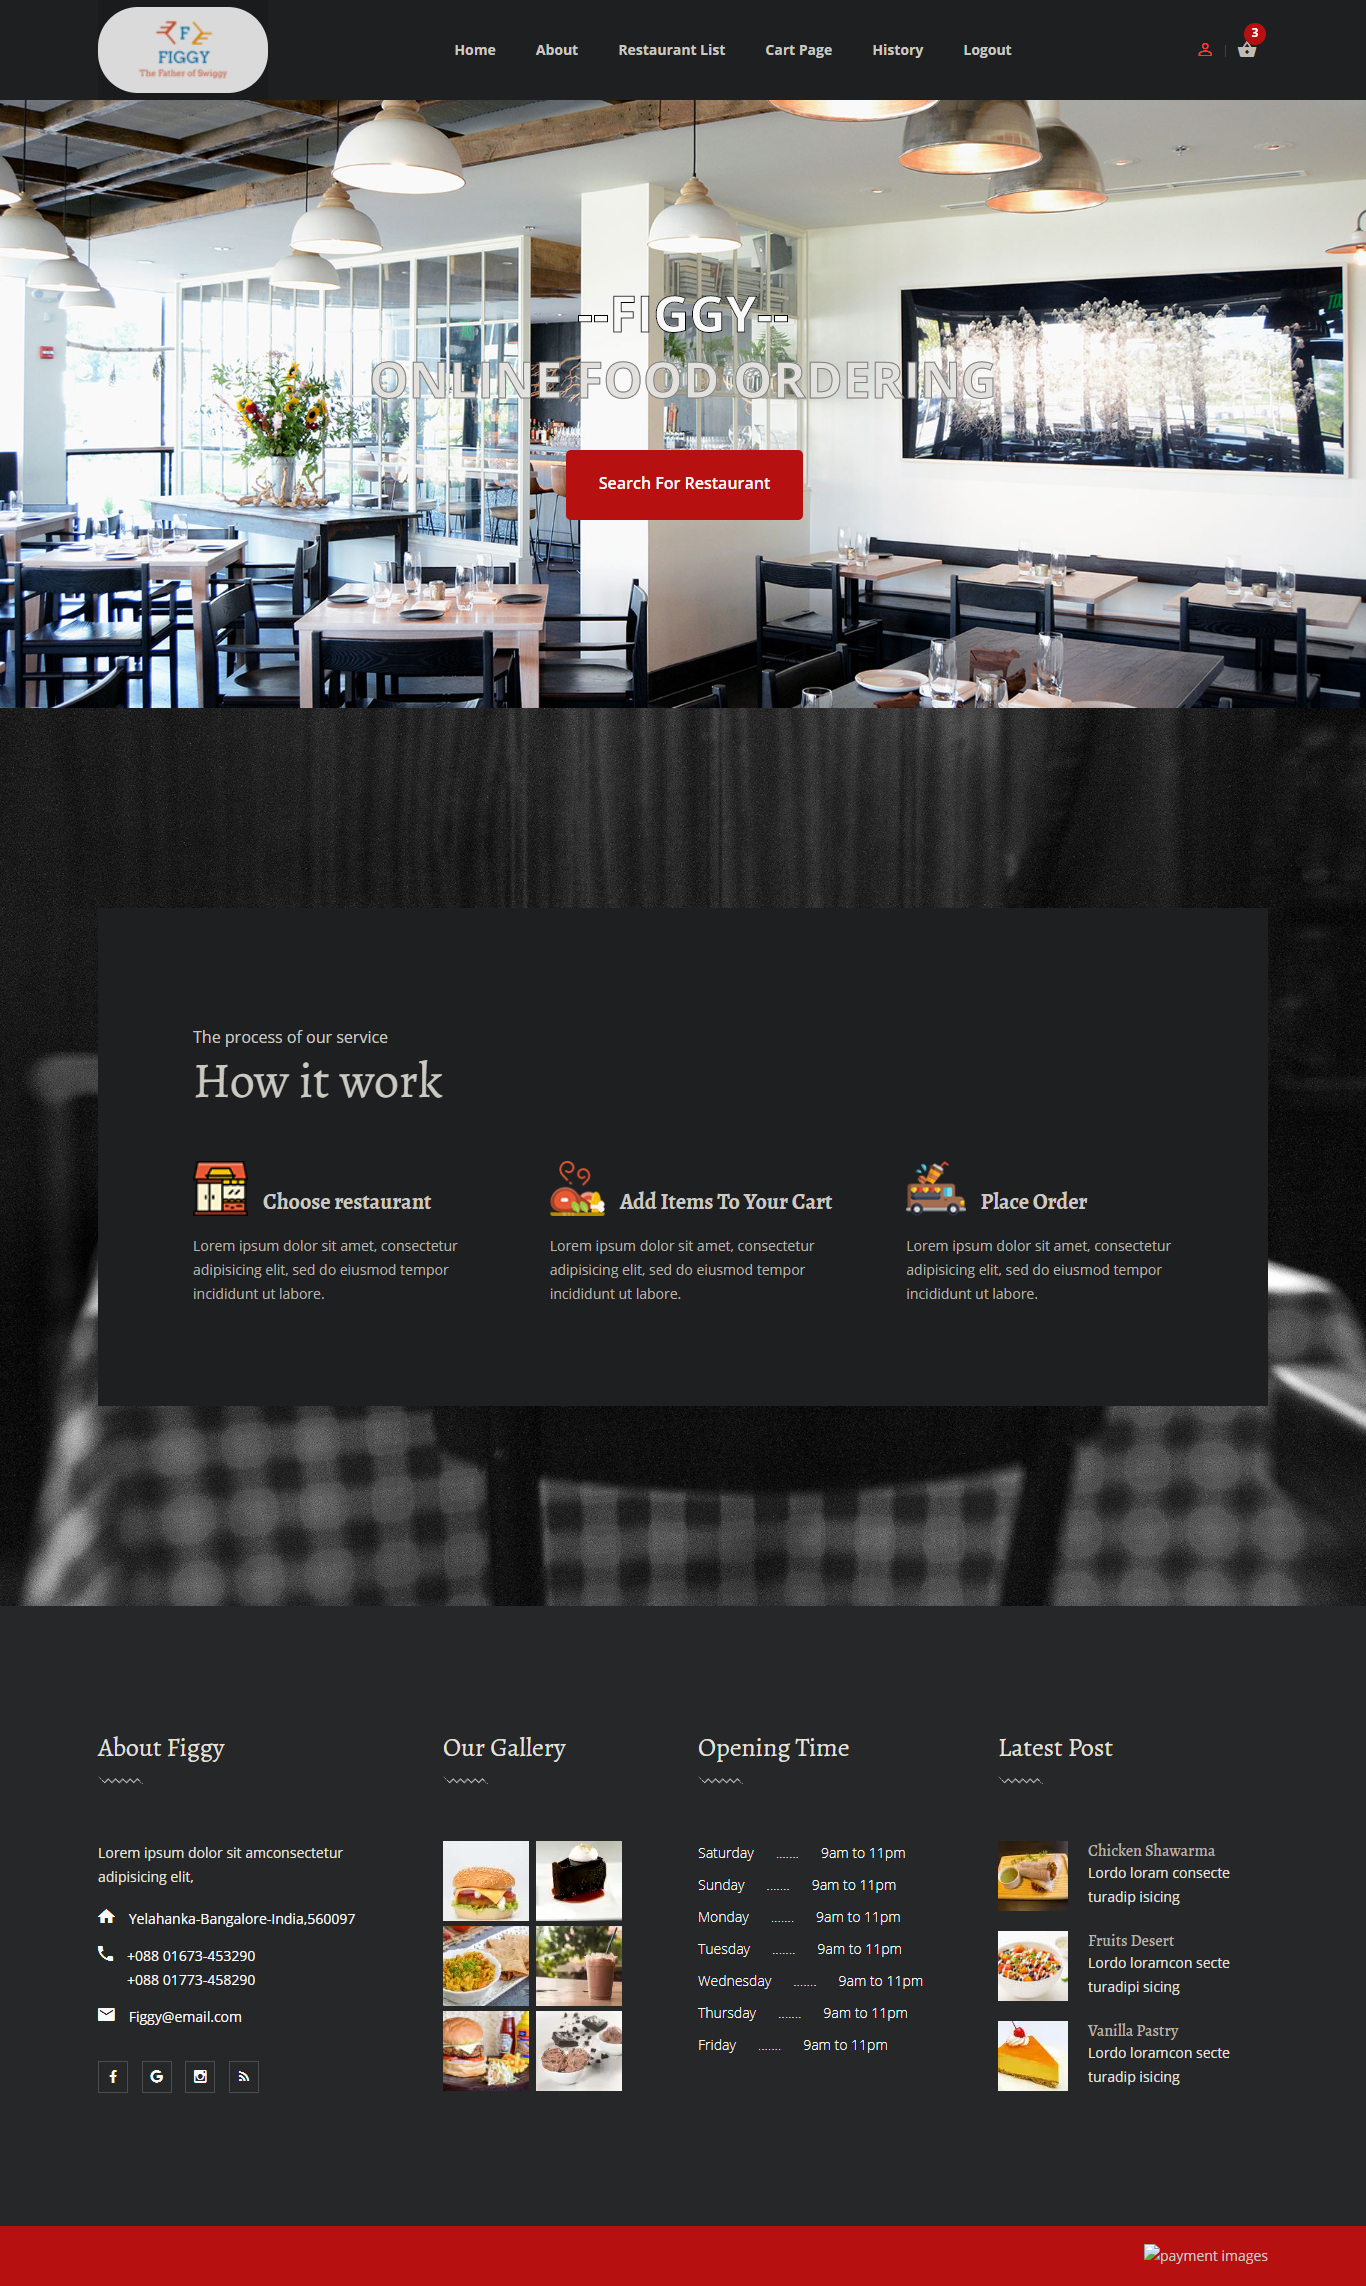 F
FIGGY
The Father of Swiggy
Home
About
Restaurant List
Cart Page
History
Logout
3
--FIGGY--
ONLINE FOOD ORDERING
Search For Restaurant
The process of our service
How it work
Choose restaurant
Lorem ipsum dolor sit amet, consectetur
adipisicing elit, sed do eiusmod tempor
incididunt ut labore.
Add Items To Your Cart
Lorem ipsum dolor sit amet, consectetur
adipisicing elit, sed do eiusmod tempor
incididunt ut labore.
Place Order
Lorem ipsum dolor sit amet, consectetur
adipisicing elit, sed do eiusmod tempor
incididunt ut labore.
About Figgy
Lorem ipsum dolor sit amconsectetur
adipisicing elit,
Yelahanka-Bangalore-India,560097
+088 01673-453290
+088 01773-458290
Figgy@email.com
Our Gallery
Opening Time
Saturday ....... 9am to 11pm
Sunday ....... 9am to 11pm
Monday ....... 9am to 11pm
Tuesday ....... 9am to 11pm
Wednesday ....... 9am to 11pm
Thursday ....... 9am to 11pm
Friday ....... 9am to 11pm
Latest Post
Chicken Shawarma
Lordo loram consecte
turadip isicing
Fruits Desert
Lordo loramcon secte
turadipi sicing
Vanilla Pastry
Lordo loramcon secte
turadip isicing
payment images